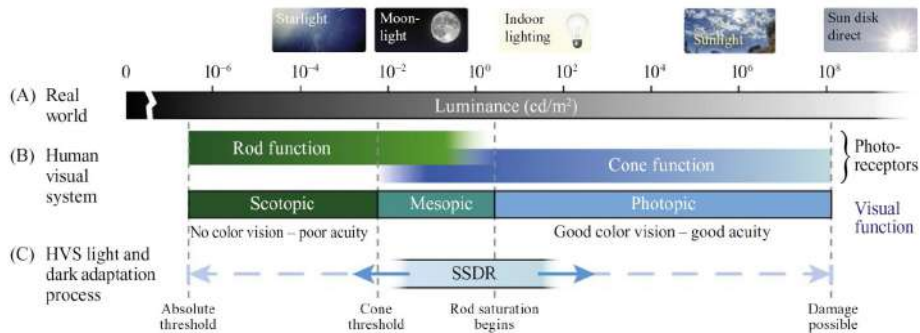 Starlight
Moon-
light
Indoor
lighting
Sunlight
Sun disk
direct
0 10⁻⁶ 10⁻⁴ 10⁻² 10⁰ 10² 10⁴ 10⁶ 10⁸
(A) Real
world
Luminance (cd/m²)
(B) Human
visual
system
Rod function
Cone function
Photo-
receptors
Scotopic Mesopic Photopic
Visual
function
No color vision – poor acuity Good color vision – good acuity
(C) HVS light and
dark adaptation
process
SSDR
Absolute
threshold
Cone
threshold
Rod saturation
begins
Damage
possible